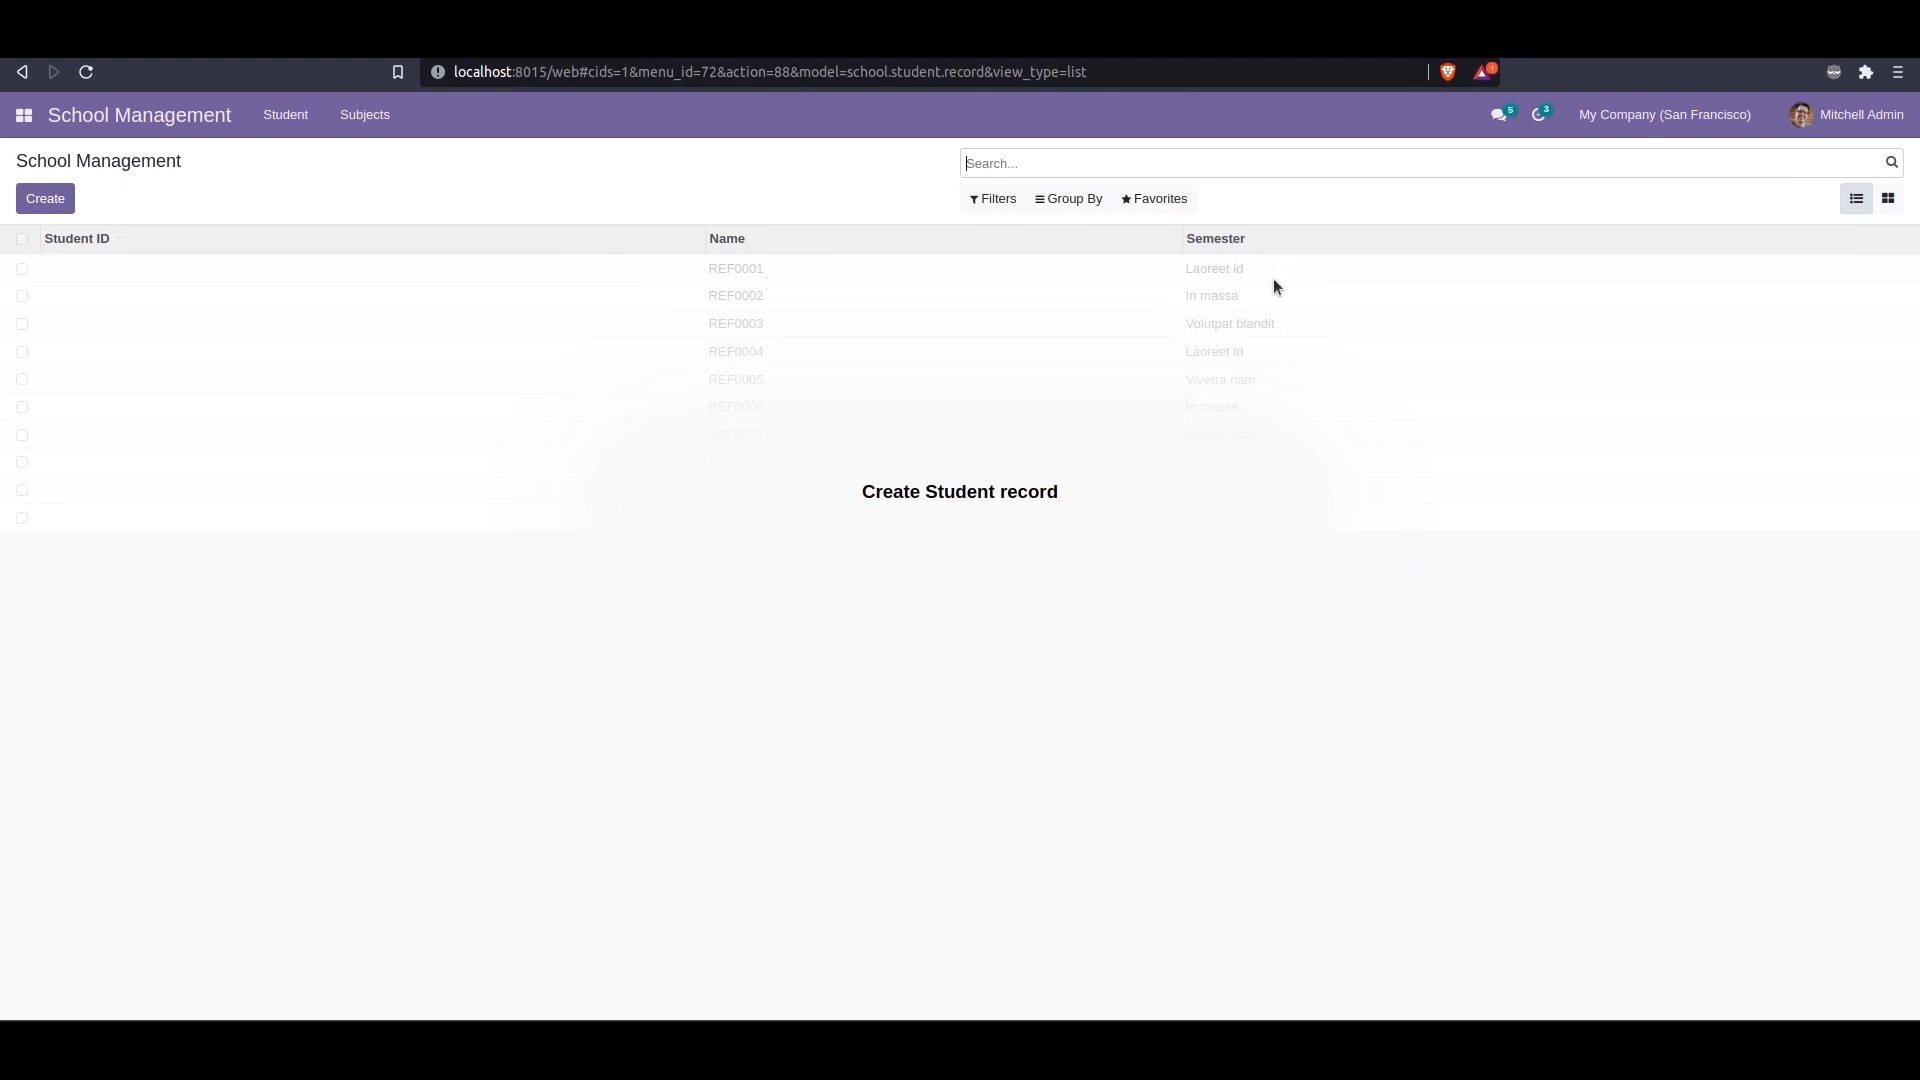 localhost:8015/web#cids=1&menu_id=72&action=88&model=school.student.record&view_type=list
1
School Management
Student
Subjects
5
3
My Company (San Francisco)
Mitchell Admin
School Management
Search...
Create
Filters
Group By
Favorites
Student ID
Name
Semester
REF0001
Laoreet id
REF0002
In massa
REF0003
Volutpat blandit
REF0004
Laoreet id
REF0005
Viverra nam
REF0006
In massa
Create Student record